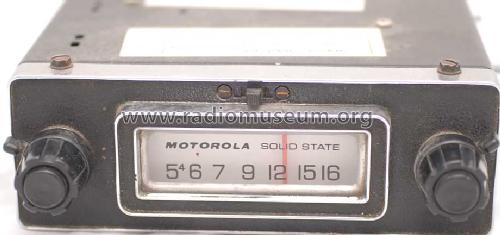 www.radiomuseum.org
MOTOROLA SOLID STATE
54 6 7 9 12 15 16